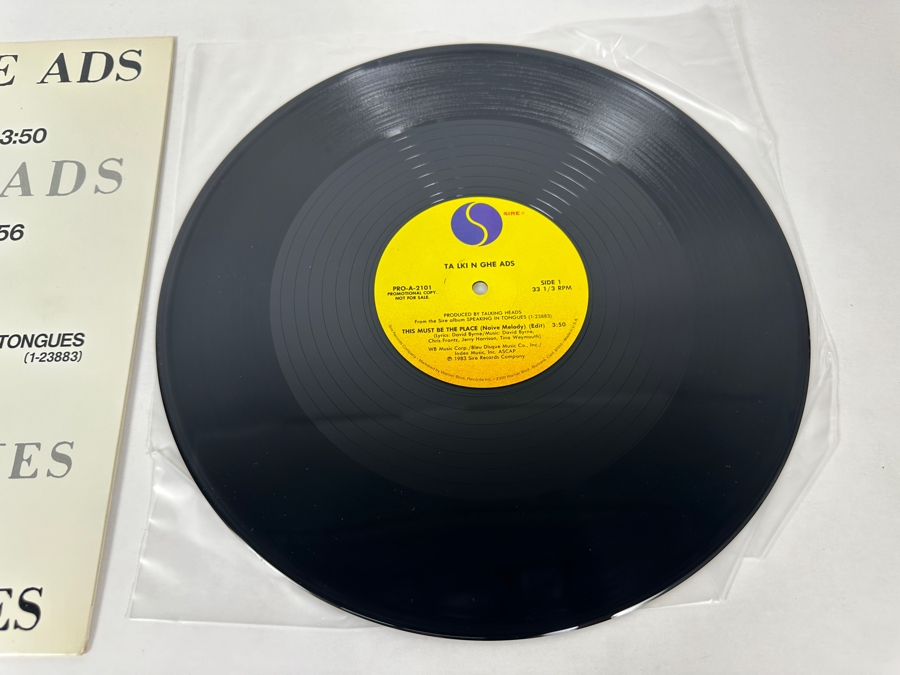 E ADS
3:50
ADS
56
TONGUES
(1-23883)
IES
ES
SIRE
TA LKI N GHE ADS
PRO-A-2101
PROMOTIONAL COPY.
NOT FOR SALE.
SIDE 1
33 1/3 RPM
PRODUCED BY TALKING HEADS
From the Sire album SPEAKING IN TONGUES (1-23883)
THIS MUST BE THE PLACE (Naive Melody) (Edit) 3:50
(Lyrics: David Byrne/Music: David Byrne,
Chris Frantz, Jerry Harrison, Tina Weymouth)
WB Music Corp./Bleu Disque Music Co., Inc./
Index Music, Inc. ASCAP
℗ 1983 Sire Records Company